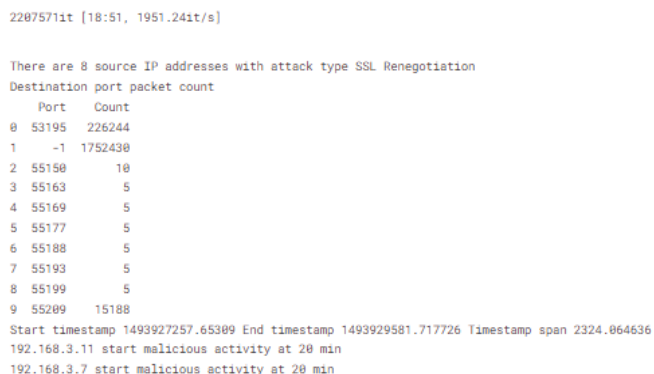 2207571it [18:51, 1951.24it/s]
There are 8 source IP addresses with attack type SSL Renegotiation
Destination port packet count
Port Count
0 53195 226244
1 -1 1752430
2 55150 10
3 55163 5
4 55169 5
5 55177 5
6 55188 5
7 55193 5
8 55199 5
9 55209 15188
Start timestamp 1493927257.65309 End timestamp 1493929581.717726 Timestamp span 2324.064636
192.168.3.11 start malicious activity at 20 min
192.168.3.7 start malicious activity at 20 min